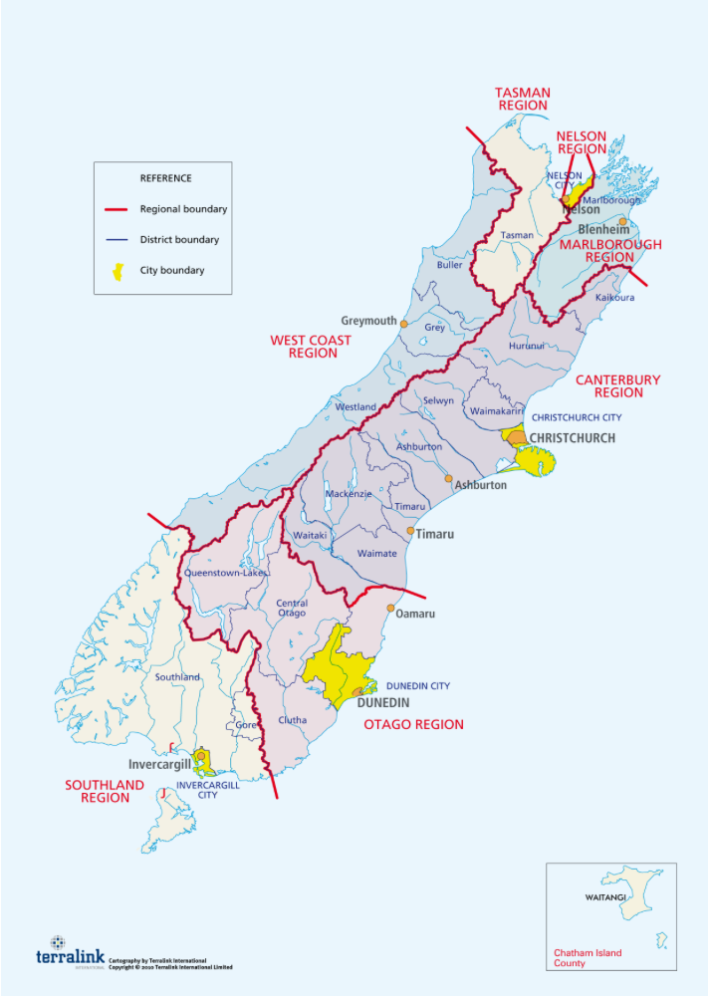 TASMAN
REGION
NELSON
REGION
REFERENCE
Regional boundary
District boundary
City boundary
NELSON
CITY
Marlborough
Nelson
Blenheim
Tasman
MARLBOROUGH
REGION
Buller
Kaikoura
Greymouth
Grey
WEST COAST
REGION
Hurunui
CANTERBURY
REGION
Selwyn
Westland
Waimakariri
CHRISTCHURCH CITY
CHRISTCHURCH
Ashburton
Ashburton
Mackenzie
Timaru
Timaru
Waitaki
Waimate
Queenstown-Lakes
Central
Otago
Oamaru
Southland
DUNEDIN CITY
DUNEDIN
Clutha
Gore
OTAGO REGION
F
Invercargill
INVERCARGILL
CITY
SOUTHLAND
REGION
J
WAITANGI
Chatham Island
County
terralink
INTERNATIONAL
Cartography by Terralink International
Copyright © 2010 Terralink International Limited